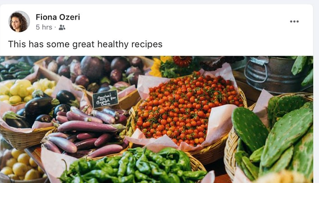 Fiona Ozeri
5 hrs ·
This has some great healthy recipes